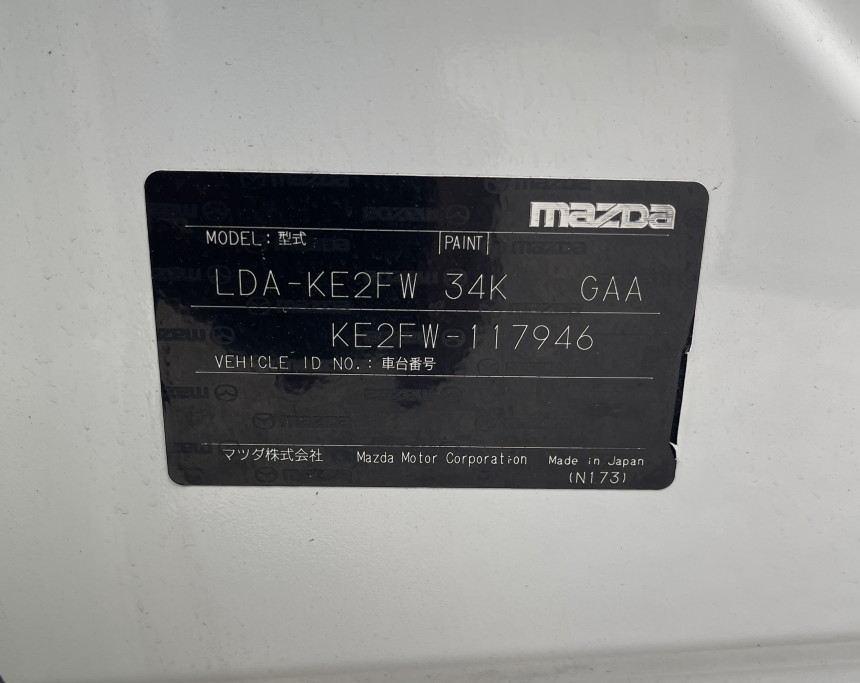 mazda
MODEL: 型式 PAINT
LDA-KE2FW 34K GAA
KE2FW-117946
VEHICLE ID NO.: 車台番号
マツダ株式会社 Mazda Motor Corporation Made in Japan
(N173)